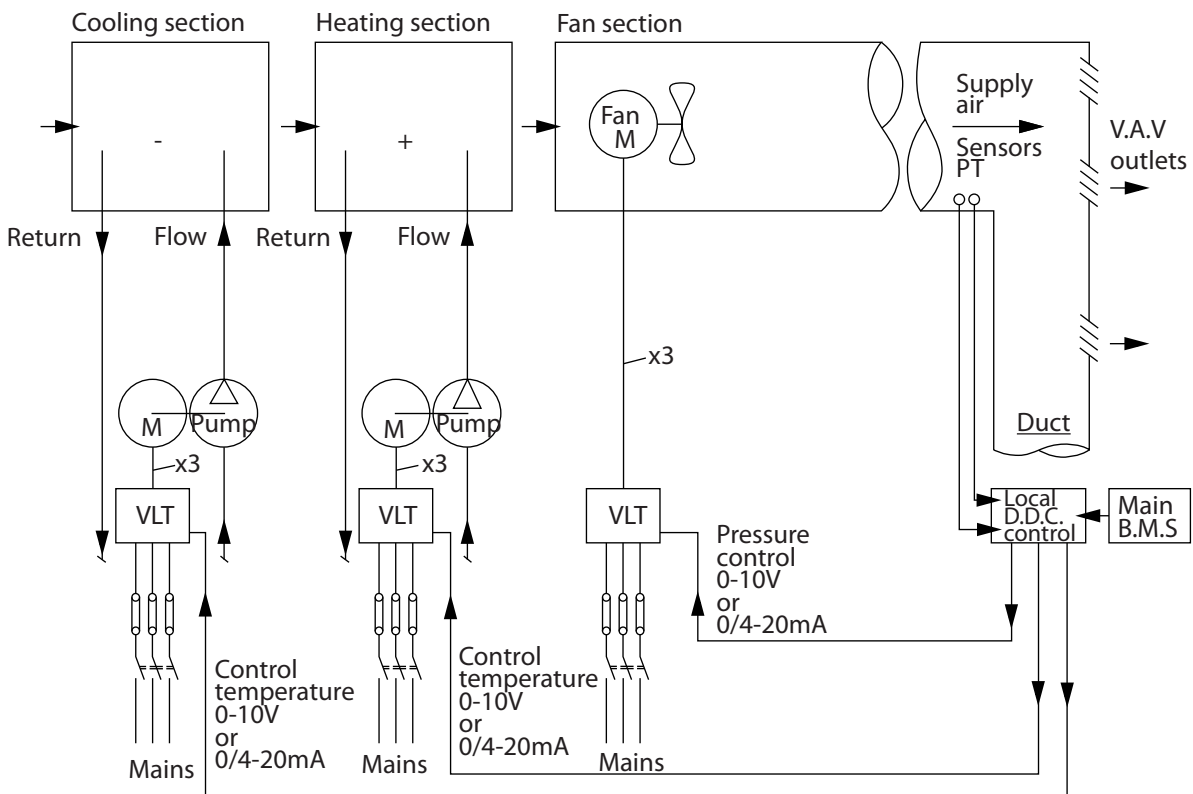 Cooling section
Heating section
Fan section
-
+
Fan
M
Supply
air
Sensors
PT
V.A.V
outlets
Return
Flow
Return
Flow
x3
M
Pump
x3
M
Pump
x3
Duct
VLT
VLT
VLT
Local
D.D.C.
control
Main
B.M.S
Pressure
control
0-10V
or
0/4-20mA
Control
temperature
0-10V
or
0/4-20mA
Control
temperature
0-10V
or
0/4-20mA
Mains
Mains
Mains